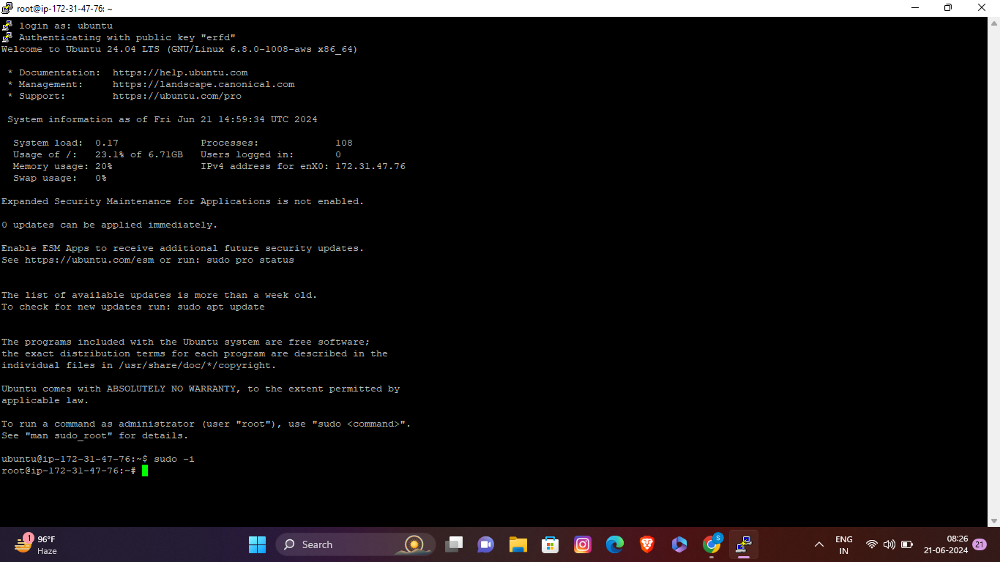 root@ip-172-31-47-76: ~
login as: ubuntu
Authenticating with public key "erfd"
Welcome to Ubuntu 24.04 LTS (GNU/Linux 6.8.0-1008-aws x86_64)
* Documentation: https://help.ubuntu.com
* Management: https://landscape.canonical.com
* Support: https://ubuntu.com/pro
System information as of Fri Jun 21 14:59:34 UTC 2024
System load: 0.17 Processes: 108
Usage of /: 23.1% of 6.71GB Users logged in: 0
Memory usage: 20% IPv4 address for enX0: 172.31.47.76
Swap usage: 0%
Expanded Security Maintenance for Applications is not enabled.
0 updates can be applied immediately.
Enable ESM Apps to receive additional future security updates.
See https://ubuntu.com/esm or run: sudo pro status
The list of available updates is more than a week old.
To check for new updates run: sudo apt update
The programs included with the Ubuntu system are free software;
the exact distribution terms for each program are described in the
individual files in /usr/share/doc/*/copyright.
Ubuntu comes with ABSOLUTELY NO WARRANTY, to the extent permitted by
applicable law.
To run a command as administrator (user "root"), use "sudo <command>".
See "man sudo_root" for details.
ubuntu@ip-172-31-47-76:~$ sudo -i
root@ip-172-31-47-76:~#
1
96°F
Haze
Search
S
ENG
IN
08:26
21-06-2024
21